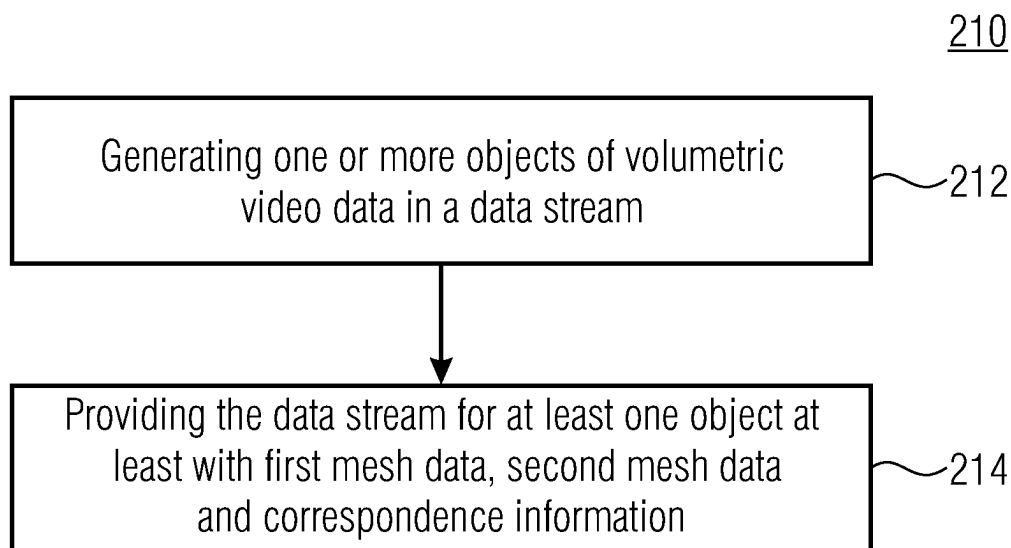 210
Generating one or more objects of volumetric
video data in a data stream
212
Providing the data stream for at least one object at
least with first mesh data, second mesh data
and correspondence information
214